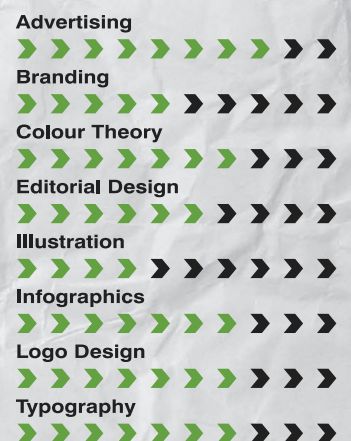 Advertising
Branding
Colour Theory
Editorial Design
Illustration
Infographics
Logo Design
Typography